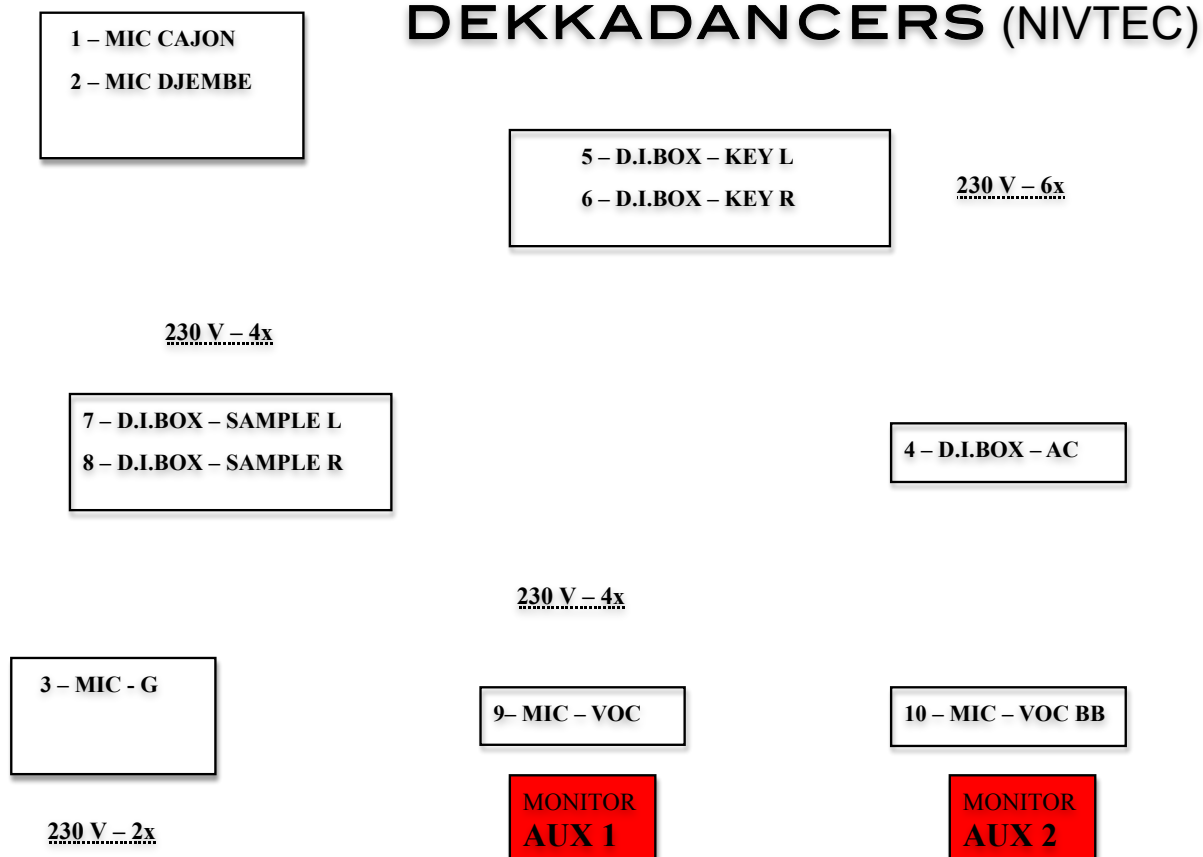 DEKKADANCERS (NIVTEC)
1 – MIC CAJON
2 – MIC DJEMBE
5 – D.I.BOX – KEY L
6 – D.I.BOX – KEY R
230 V – 6x
230 V – 4x
7 – D.I.BOX – SAMPLE L
8 – D.I.BOX – SAMPLE R
4 – D.I.BOX – AC
230 V – 4x
3 – MIC - G
9– MIC – VOC
10 – MIC – VOC BB
MONITOR
AUX 1
MONITOR
AUX 2
230 V – 2x